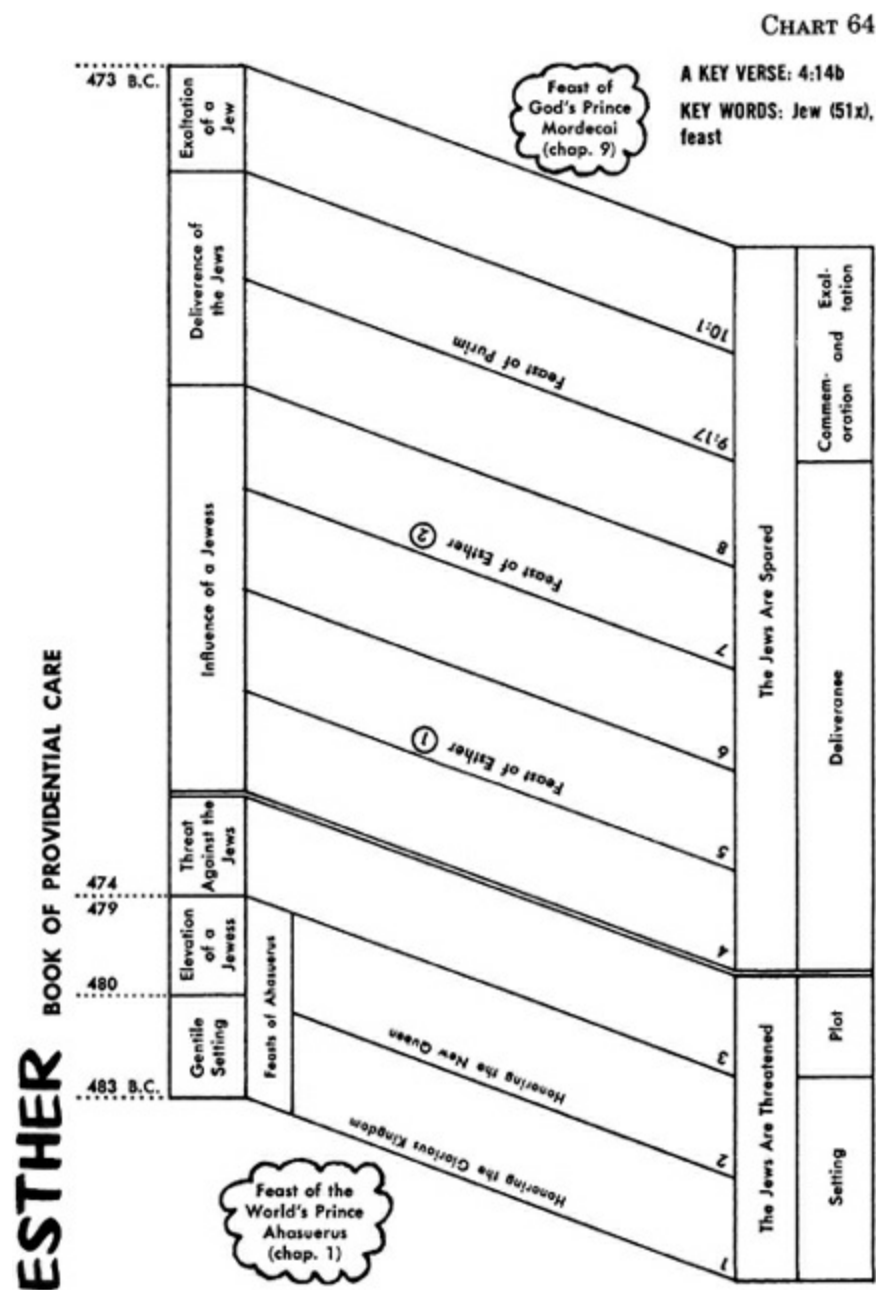 CHART 64
A KEY VERSE: 4:14b
KEY WORDS: Jew (51x),
feast
Feast of
God's Prince
Mordecai
(chap. 9)
ESTHER
BOOK OF PROVIDENTIAL CARE
473 B.C.
474
479
480
483 B.C.
Exaltation
of a
Jew
Deliverence of
the Jews
Influence of a Jewess
Threat
Against the
Jews
Elevation
of a
Jewess
Gentile
Setting
Feasts of Ahasuerus
10:1
Feast of Purim
9:17
8
Feast of Esther 2
7
6
Feast of Esther 1
5
4
3
Honoring the New Queen
2
Honoring the Glorious Kingdom
1
The Jews Are Spared
The Jews Are Threatened
Commem-
oration and Exal-
tation
Deliveranee
Plot
Setting
Feast of the
World's Prince
Ahasuerus
(chap. 1)